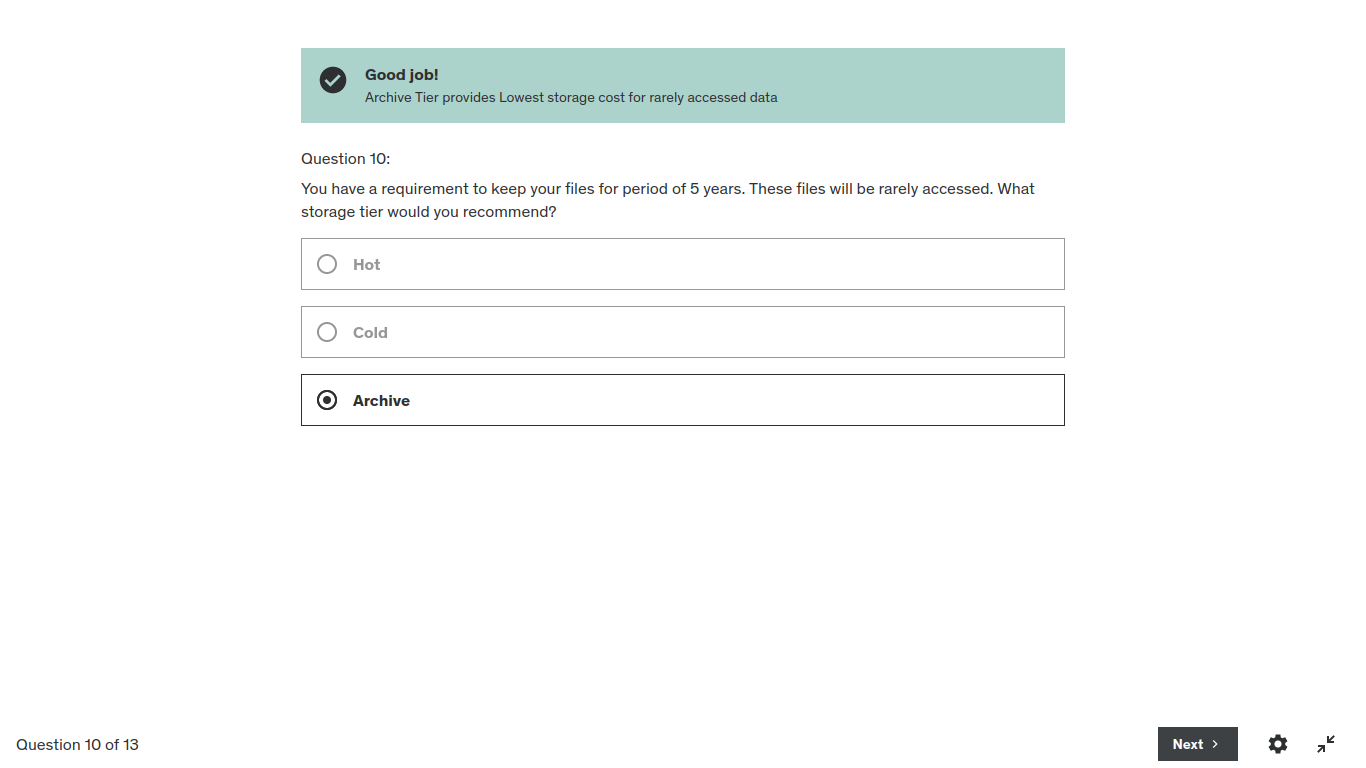 Good job!
Archive Tier provides Lowest storage cost for rarely accessed data
Question 10:
You have a requirement to keep your files for period of 5 years. These files will be rarely accessed. What
storage tier would you recommend?
Hot
Cold
Archive
Question 10 of 13
Next